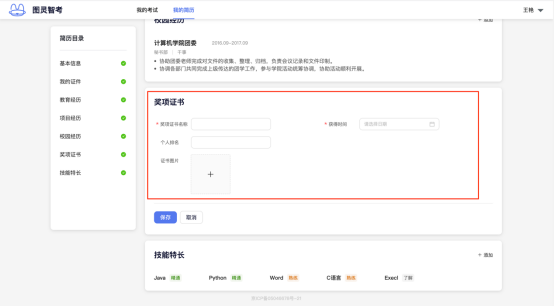 图灵智考
我的考试
我的简历
王艳
简历目录
基本信息
我的证件
教育经历
项目经历
校园经历
奖项证书
技能特长
校园经历
+ 添加
计算机学院团委
2016.08~2017.09
干事
• 协助团委老师完成对文件的收集、整理、归档，负责会议记录和文件印制。
• 协调各部门共同完成上级传达的团学工作，参与学院活动统筹协调，协助活动顺利开展。
奖项证书
* 奖项证书名称
* 获得时间
请选择日期
个人排名
证书图片
+
保存
取消
技能特长
+ 添加
Java 精通
Python 精通
Word 熟练
C语言 熟练
Execl 了解